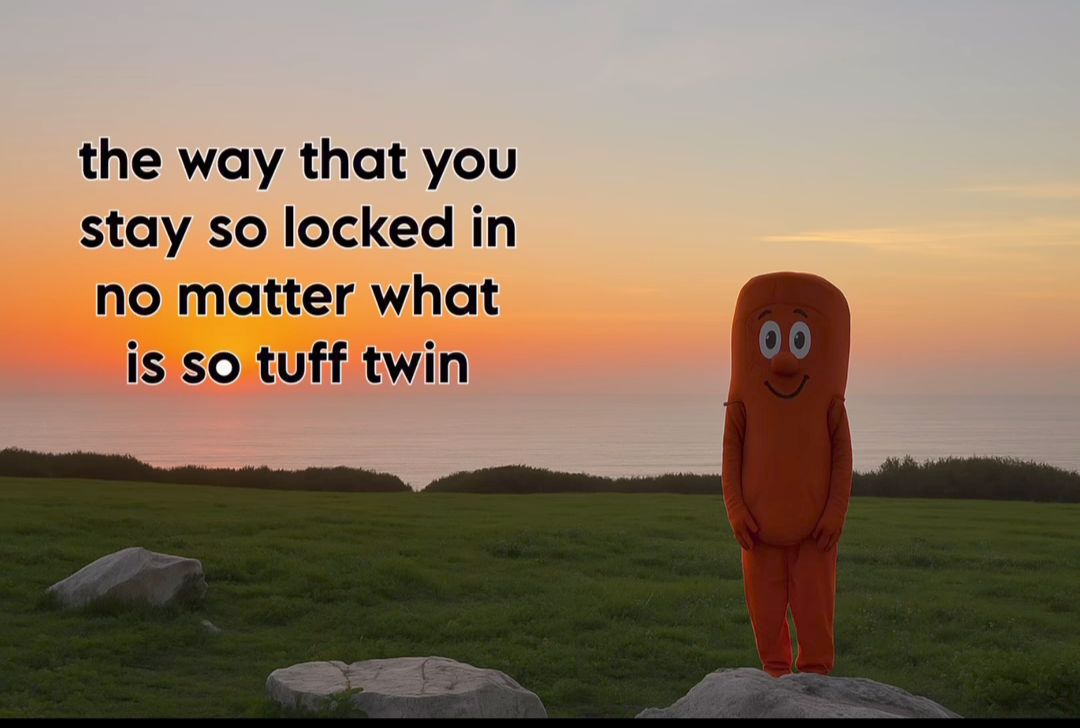 the way that you
stay so locked in
no matter what
is so tuff twin